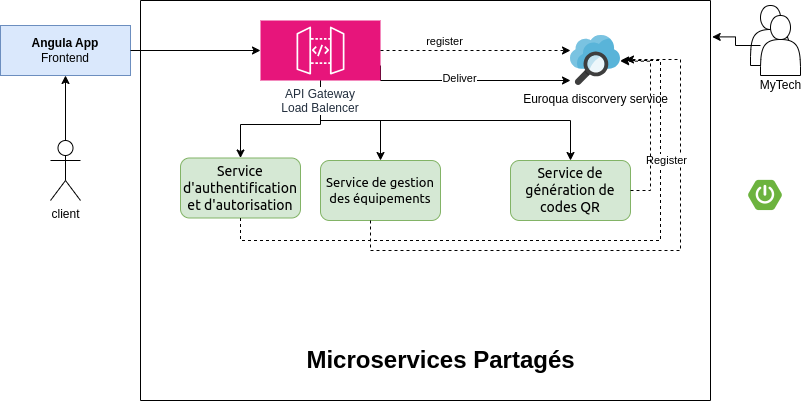 Angula App
Frontend
client
API Gateway
Load Balencer
register
Deliver
Euroqua discorvery service
MyTech
Service
d'authentification
et d'autorisation
Service de gestion
des équipements
Service de
génération de
codes QR
Register
Microservices Partagés